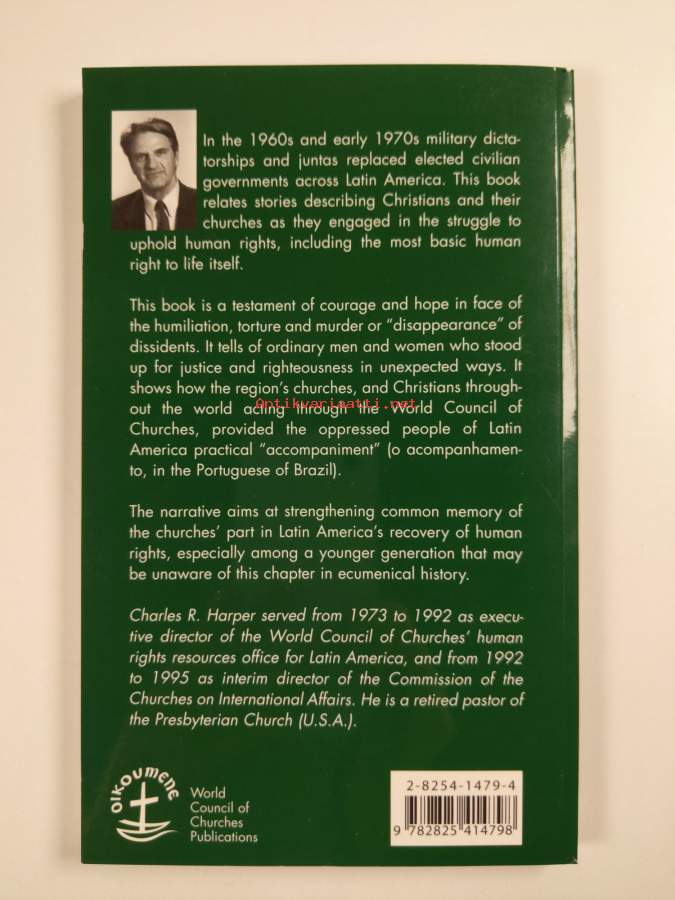 In the 1960s and early 1970s military dicta-
torships and juntas replaced elected civilian
governments across Latin America. This book
relates stories describing Christians and their
churches as they engaged in the struggle to
uphold human rights, including the most basic human
right to life itself.
This book is a testament of courage and hope in face of
the humiliation, torture and murder or “disappearance” of
dissidents. It tells of ordinary men and women who stood
up for justice and righteousness in unexpected ways. It
shows how the region’s churches, and Christians through-
out the world acting through the World Council of
Antikvariaatti.net
Churches, provided the oppressed people of Latin
America practical “accompaniment” (o acompanhamen-
to, in the Portuguese of Brazil).
The narrative aims at strengthening common memory of
the churches’ part in Latin America’s recovery of human
rights, especially among a younger generation that may
be unaware of this chapter in ecumenical history.
Charles R. Harper served from 1973 to 1992 as execu-
tive director of the World Council of Churches’ human
rights resources office for Latin America, and from 1992
to 1995 as interim director of the Commission of the
Churches on International Affairs. He is a retired pastor of
the Presbyterian Church (U.S.A.).
OIKOUMENE
World
Council of
Churches
Publications
2-8254-1479-4
9 782825 414798